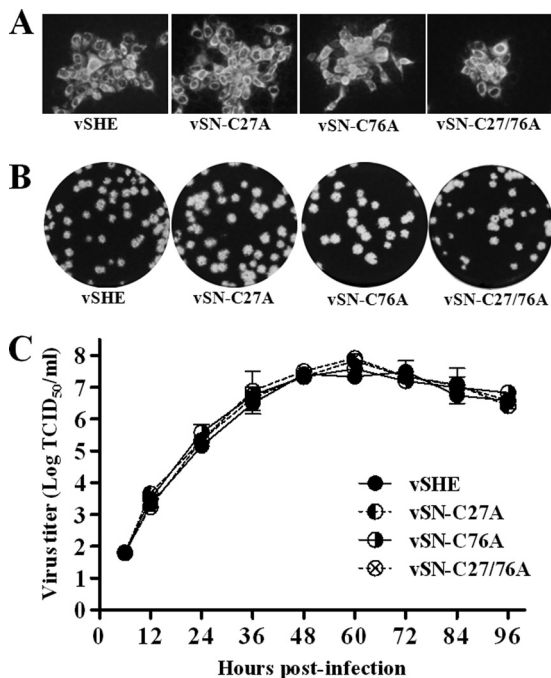 A
vSHE
vSN-C27A
vSN-C76A
vSN-C27/76A
B
vSHE
vSN-C27A
vSN-C76A
vSN-C27/76A
C
Virus titer (Log TCID50/ml)
8
7
6
5
4
3
2
1
0
0 12 24 36 48 60 72 84 96
Hours post-infection
vSHE
vSN-C27A
vSN-C76A
vSN-C27/76A